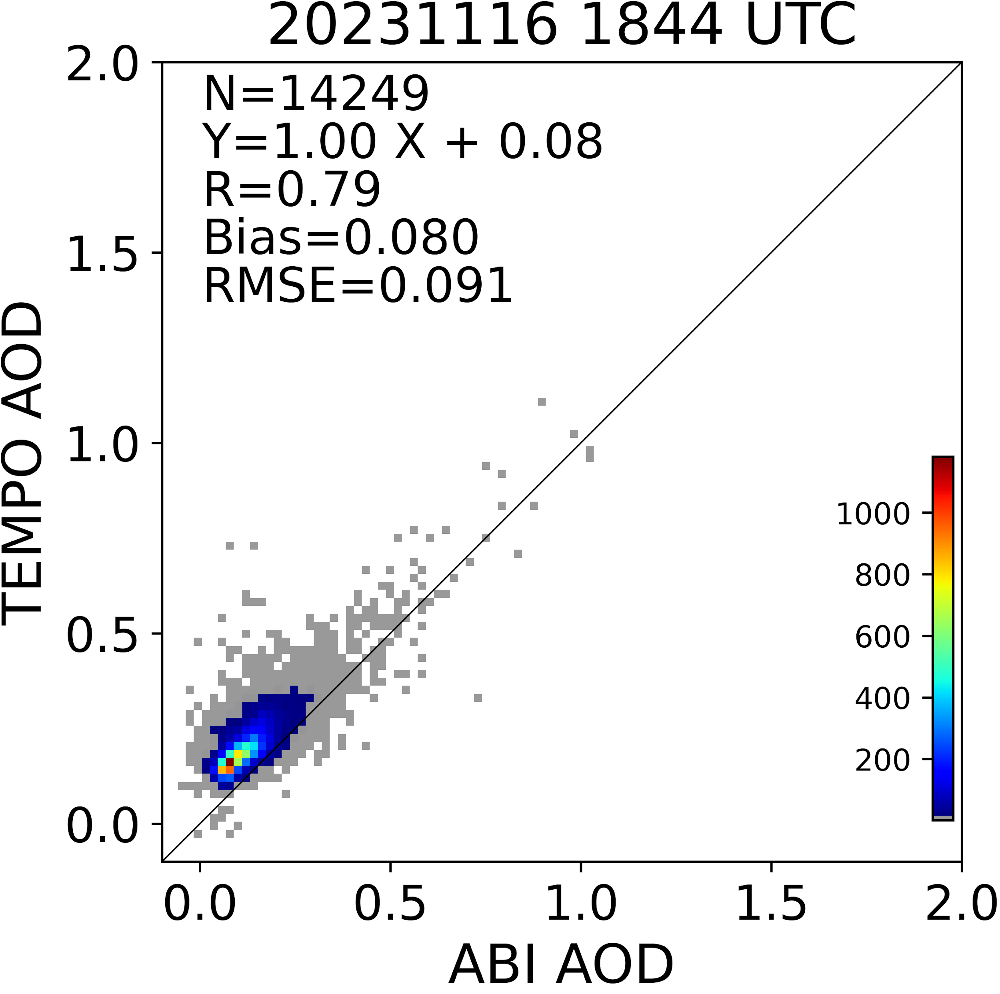 20231116 1844 UTC
N=14249
Y=1.00 X + 0.08
R=0.79
Bias=0.080
RMSE=0.091
TEMPO AOD
2.0
1.5
1.0
0.5
0.0
1000
800
600
400
200
0.0 0.5 1.0 1.5 2.0
ABI AOD